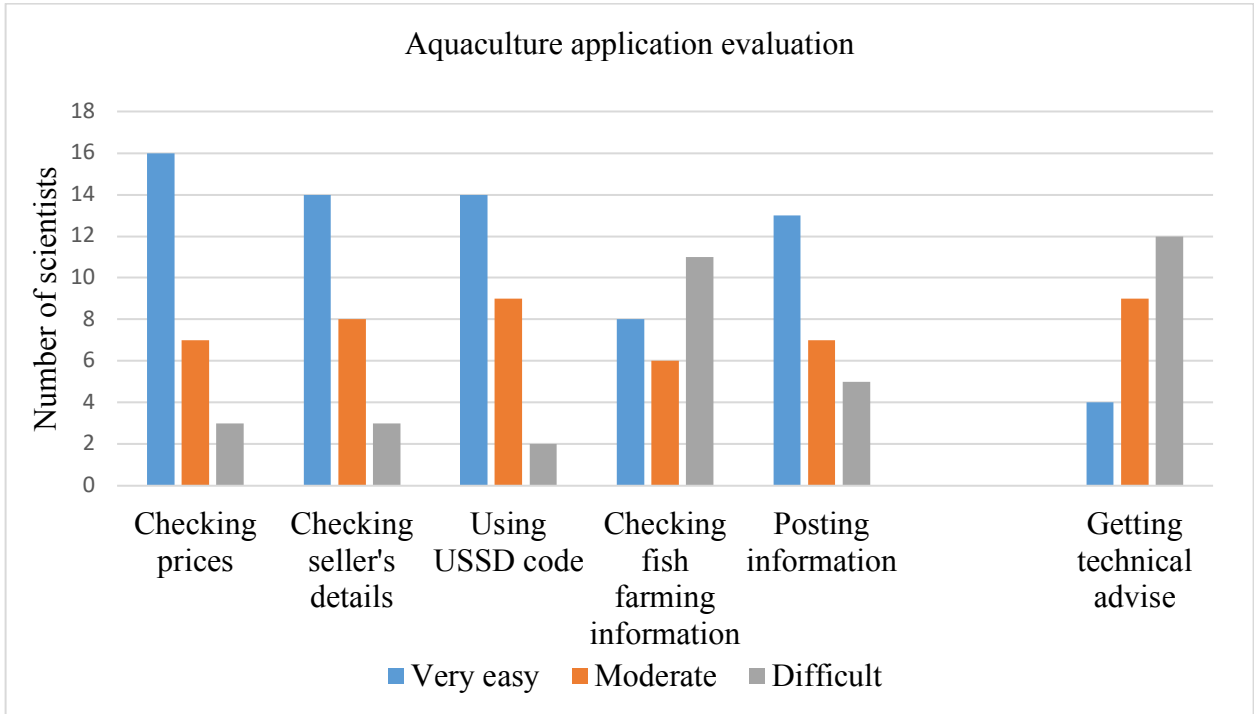 Aquaculture application evaluation
Number of scientists
18
16
14
12
10
8
6
4
2
0
Checking
prices
Checking
seller's
details
Using
USSD code
Checking
fish
farming
information
Posting
information
Getting
technical
advise
Very easy Moderate Difficult